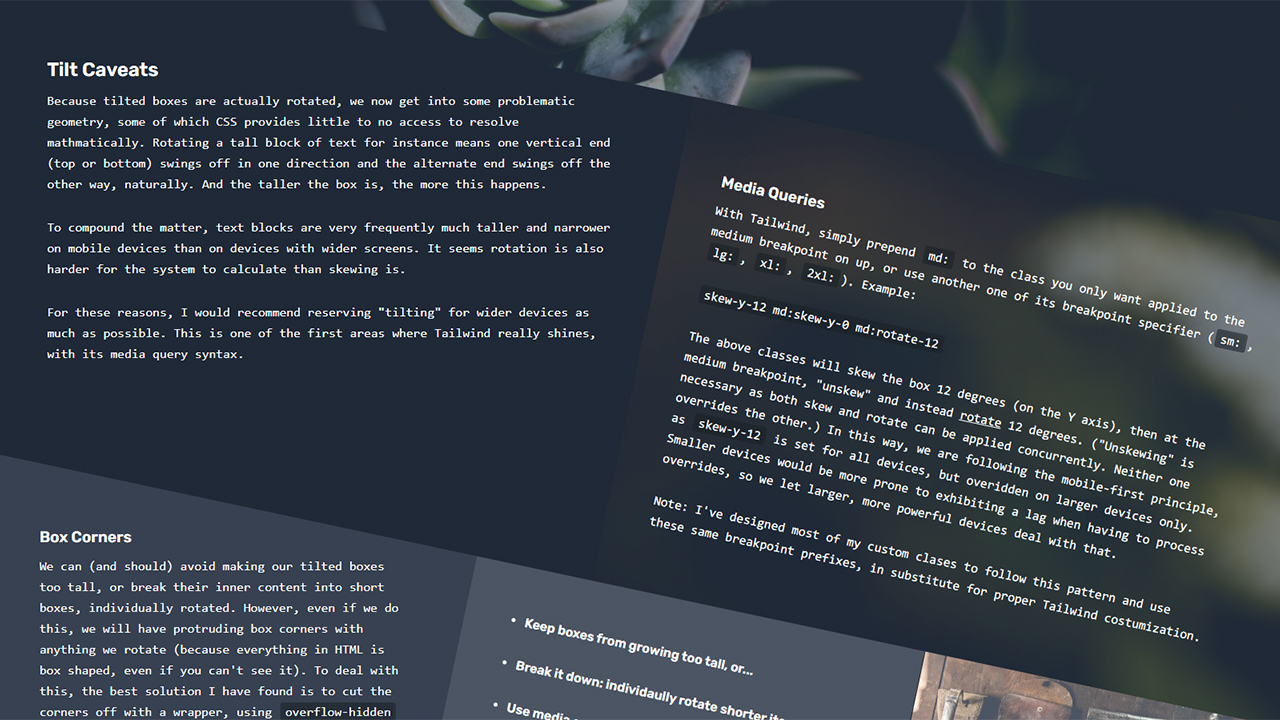 Tilt Caveats
Because tilted boxes are actually rotated, we now get into some problematic
geometry, some of which CSS provides little to no access to resolve
mathmatically. Rotating a tall block of text for instance means one vertical end
(top or bottom) swings off in one direction and the alternate end swings off the
other way, naturally. And the taller the box is, the more this happens.
To compound the matter, text blocks are very frequently much taller and narrower
on mobile devices than on devices with wider screens. It seems rotation is also
harder for the system to calculate than skewing is.
For these reasons, I would recommend reserving "tilting" for wider devices as
much as possible. This is one of the first areas where Tailwind really shines,
with its media query syntax.
Media Queries
With Tailwind, simply prepend md: to the class you only want applied to the
medium breakpoint on up, or use another one of its breakpoint specifier ( sm: ,
lg: , xl: , 2xl: ). Example:
skew-y-12 md:skew-y-0 md:rotate-12
The above classes will skew the box 12 degrees (on the Y axis), then at the
medium breakpoint, "unskew" and instead rotate 12 degrees. ("Unskewing" is
necessary as both skew and rotate can be applied concurrently. Neither one
overrides the other.) In this way, we are following the mobile-first principle,
as skew-y-12 is set for all devices, but overidden on larger devices only.
Smaller devices would be more prone to exhibiting a lag when having to process
overrides, so we let larger, more powerful devices deal with that.
Note: I've designed most of my custom clases to follow this pattern and use
these same breakpoint prefixes, in substitute for proper Tailwind costumization.
Box Corners
We can (and should) avoid making our tilted boxes
too tall, or break their inner content into short
boxes, individually rotated. However, even if we do
this, we will have protruding box corners with
anything we rotate (because everything in HTML is
box shaped, even if you can't see it). To deal with
this, the best solution I have found is to cut the
corners off with a wrapper, using overflow-hidden
• Keep boxes from growing too tall, or...
• Break it down; individaully rotate shorter
• Use media